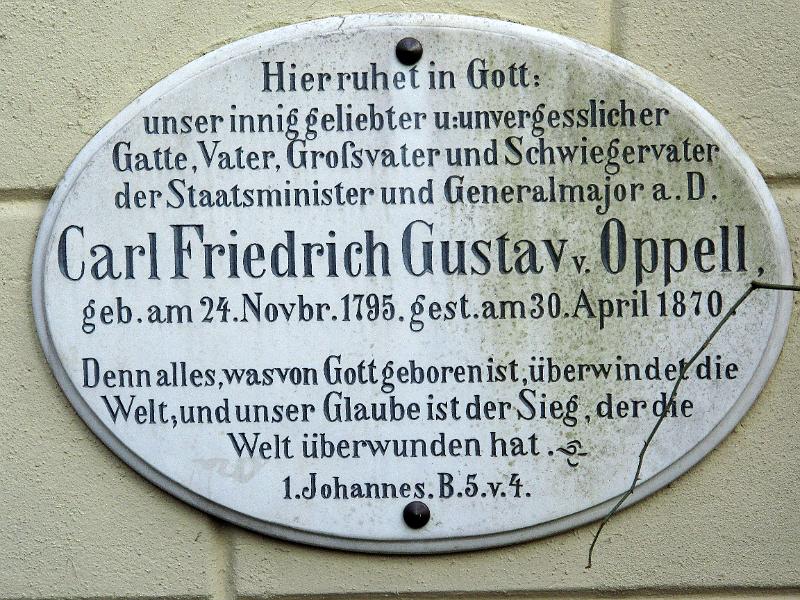 Hier ruhet in Gott:
unser innig geliebter u: unvergesslicher
Gatte, Vater, Groſsvater und Schwiegervater
der Staatsminister und Generalmajor a. D.
Carl Friedrich Gustav v. Oppell,
geb. am 24. Novbr. 1795. gest. am 30. April 1870.
Denn alles, was von Gott geboren ist, überwindet die
Welt, und unser Glaube ist der Sieg, der die
Welt überwunden hat.
1. Johannes. B. 5. v. 4.